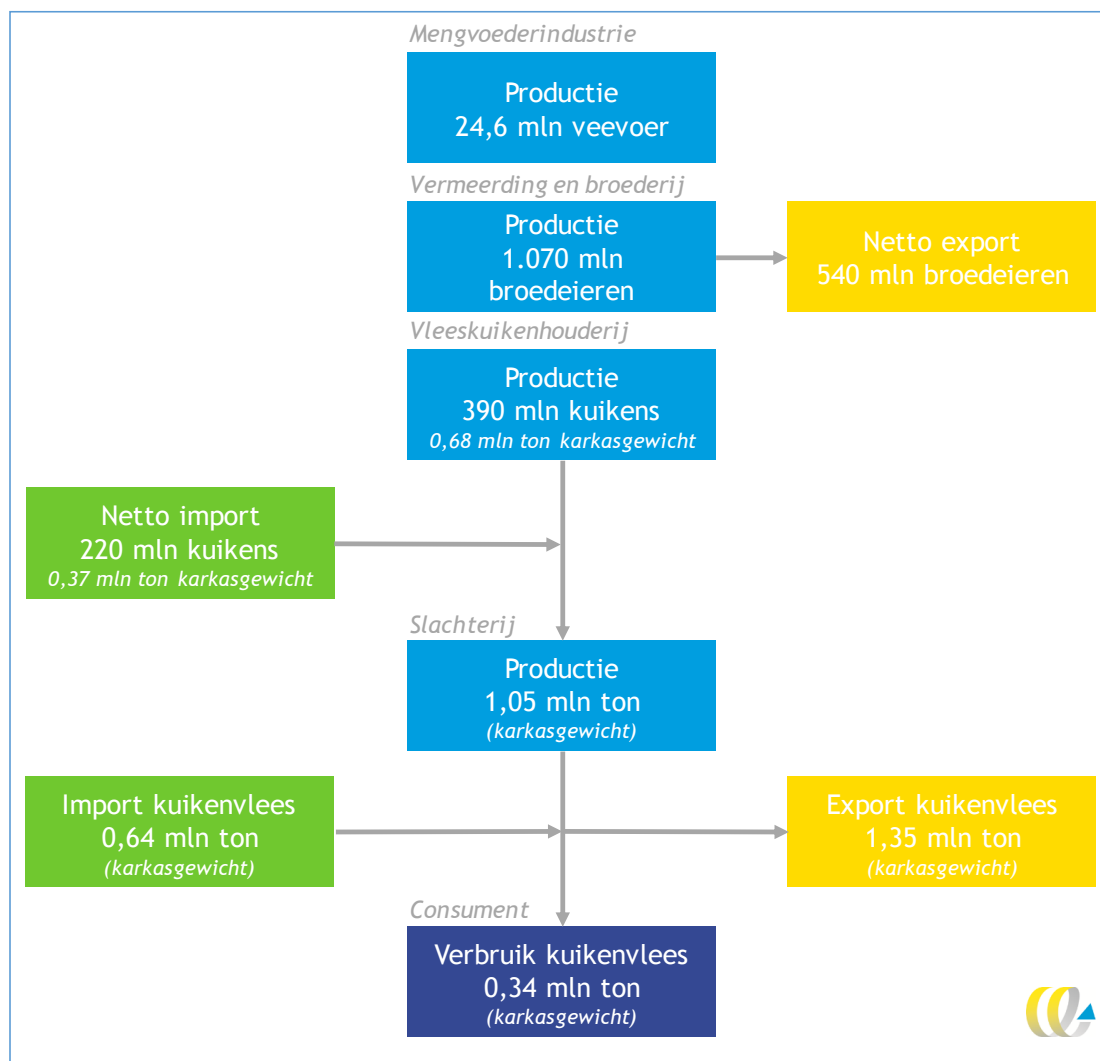 Mengvoederindustrie
Productie
24,6 mln veevoer
Vermeerding en broederij
Productie
1.070 mln
broedeieren
Netto export
540 mln broedeieren
Vleeskuikenhouderij
Productie
390 mln kuikens
0,68 mln ton karkasgewicht
Netto import
220 mln kuikens
0,37 mln ton karkasgewicht
Slachterij
Productie
1,05 mln ton
(karkasgewicht)
Import kuikenvlees
0,64 mln ton
(karkasgewicht)
Export kuikenvlees
1,35 mln ton
(karkasgewicht)
Consument
Verbruik kuikenvlees
0,34 mln ton
(karkasgewicht)